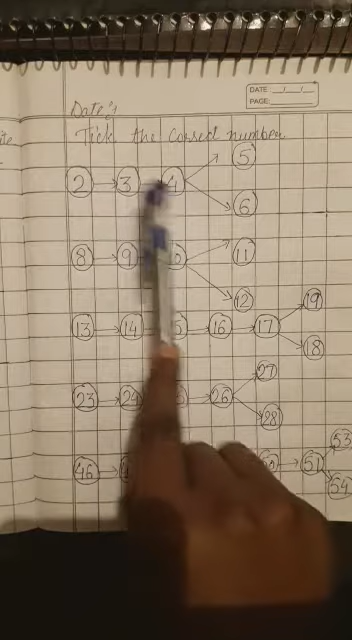 DATE
PAGE:
Date's
Tick the Correct number
5
2 3 4
6
8 9 11
12
19
13 14 16 17
18
27
23 24 26
28
53
46 51
54